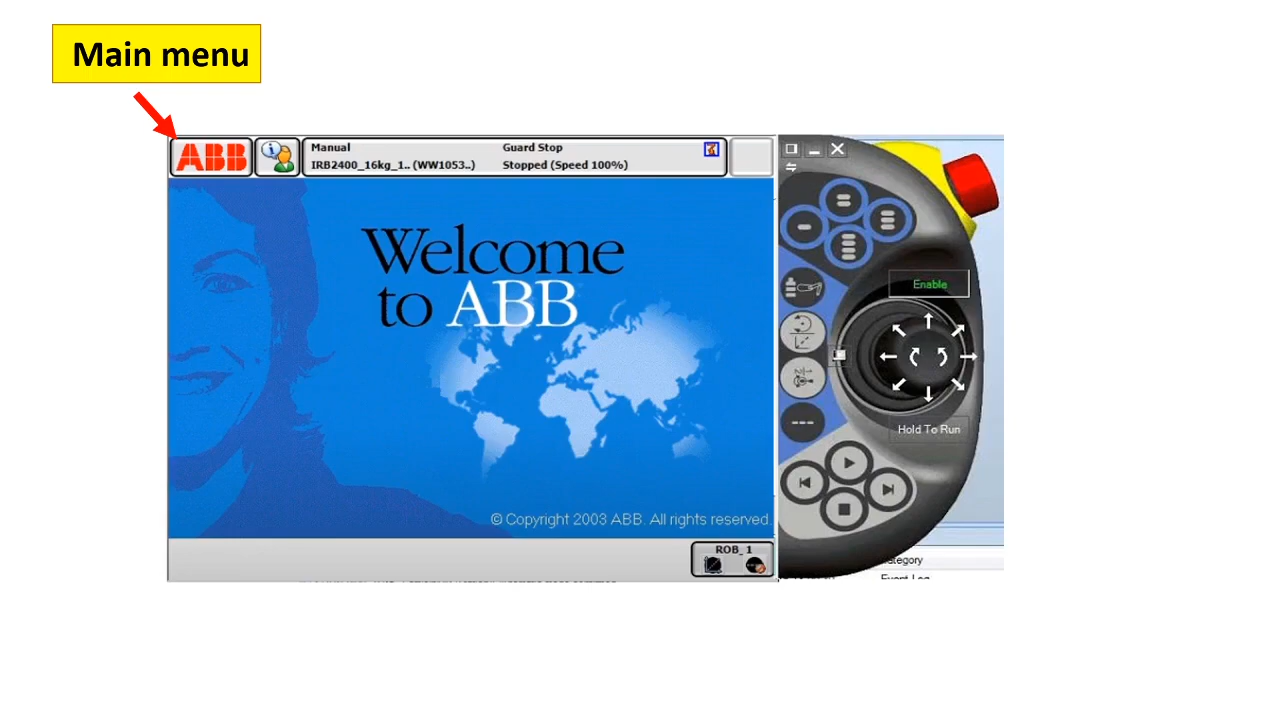 Main menu
ABB
Manual
Guard Stop
IRB2400_16kg_1.. (WW1053..)
Stopped (Speed 100%)
Welcome
to ABB
Enable
Hold To Run
© Copyright 2003 ABB. All rights reserved.
ROB_1
Event Log